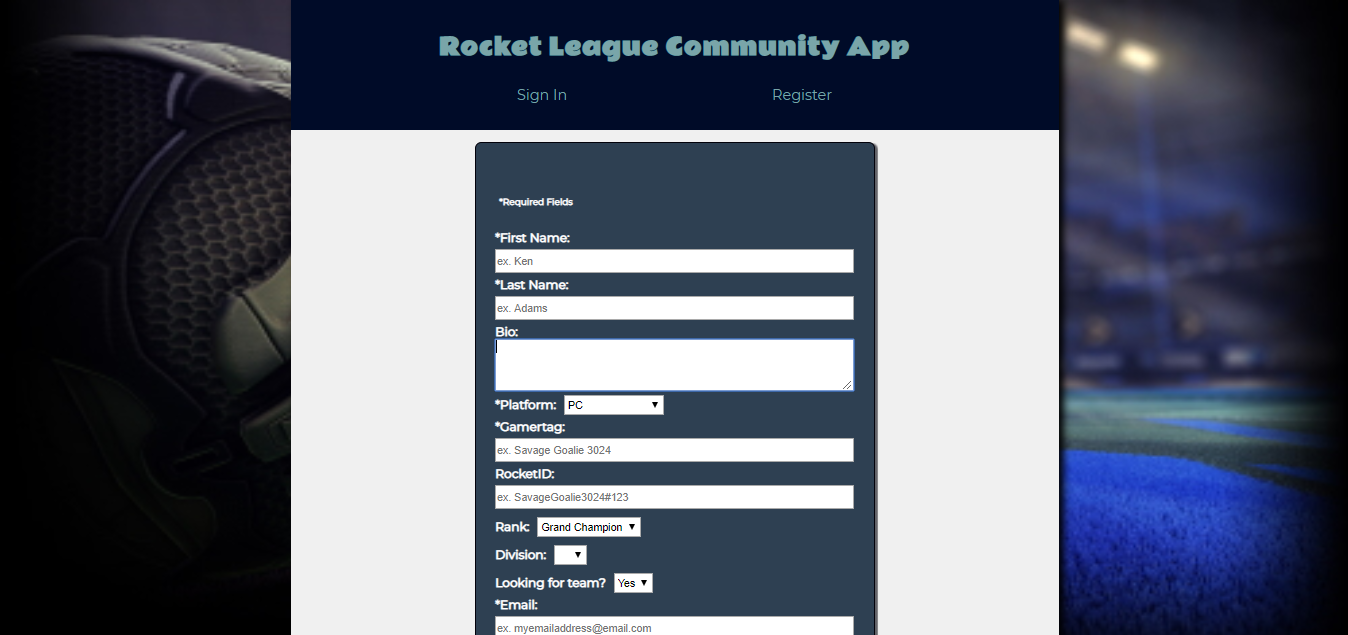 Rocket League Community App
Sign In Register
*Required Fields
*First Name:
ex. Ken
*Last Name:
ex. Adams
Bio:
*Platform: PC
*Gamertag:
ex. Savage Goalie 3024
RocketID:
ex. SavageGoalie3024#123
Rank: Grand Champion
Division:
Looking for team? Yes
*Email:
ex. myemailaddress@email.com